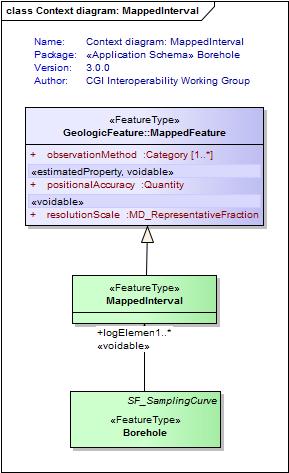 class Context diagram: MappedInterval
Name: Context diagram: MappedInterval
Package: «Application Schema» Borehole
Version: 3.0.0
Author: CGI Interoperability Working Group
«FeatureType»
GeologicFeature::MappedFeature
+ observationMethod :Category [1..*]
«estimatedProperty, voidable»
+ positionalAccuracy :Quantity
«voidable»
+ resolutionScale :MD_RepresentativeFraction
«FeatureType»
MappedInterval
+logElemen1..*
«voidable»
SF_SamplingCurve
«FeatureType»
Borehole